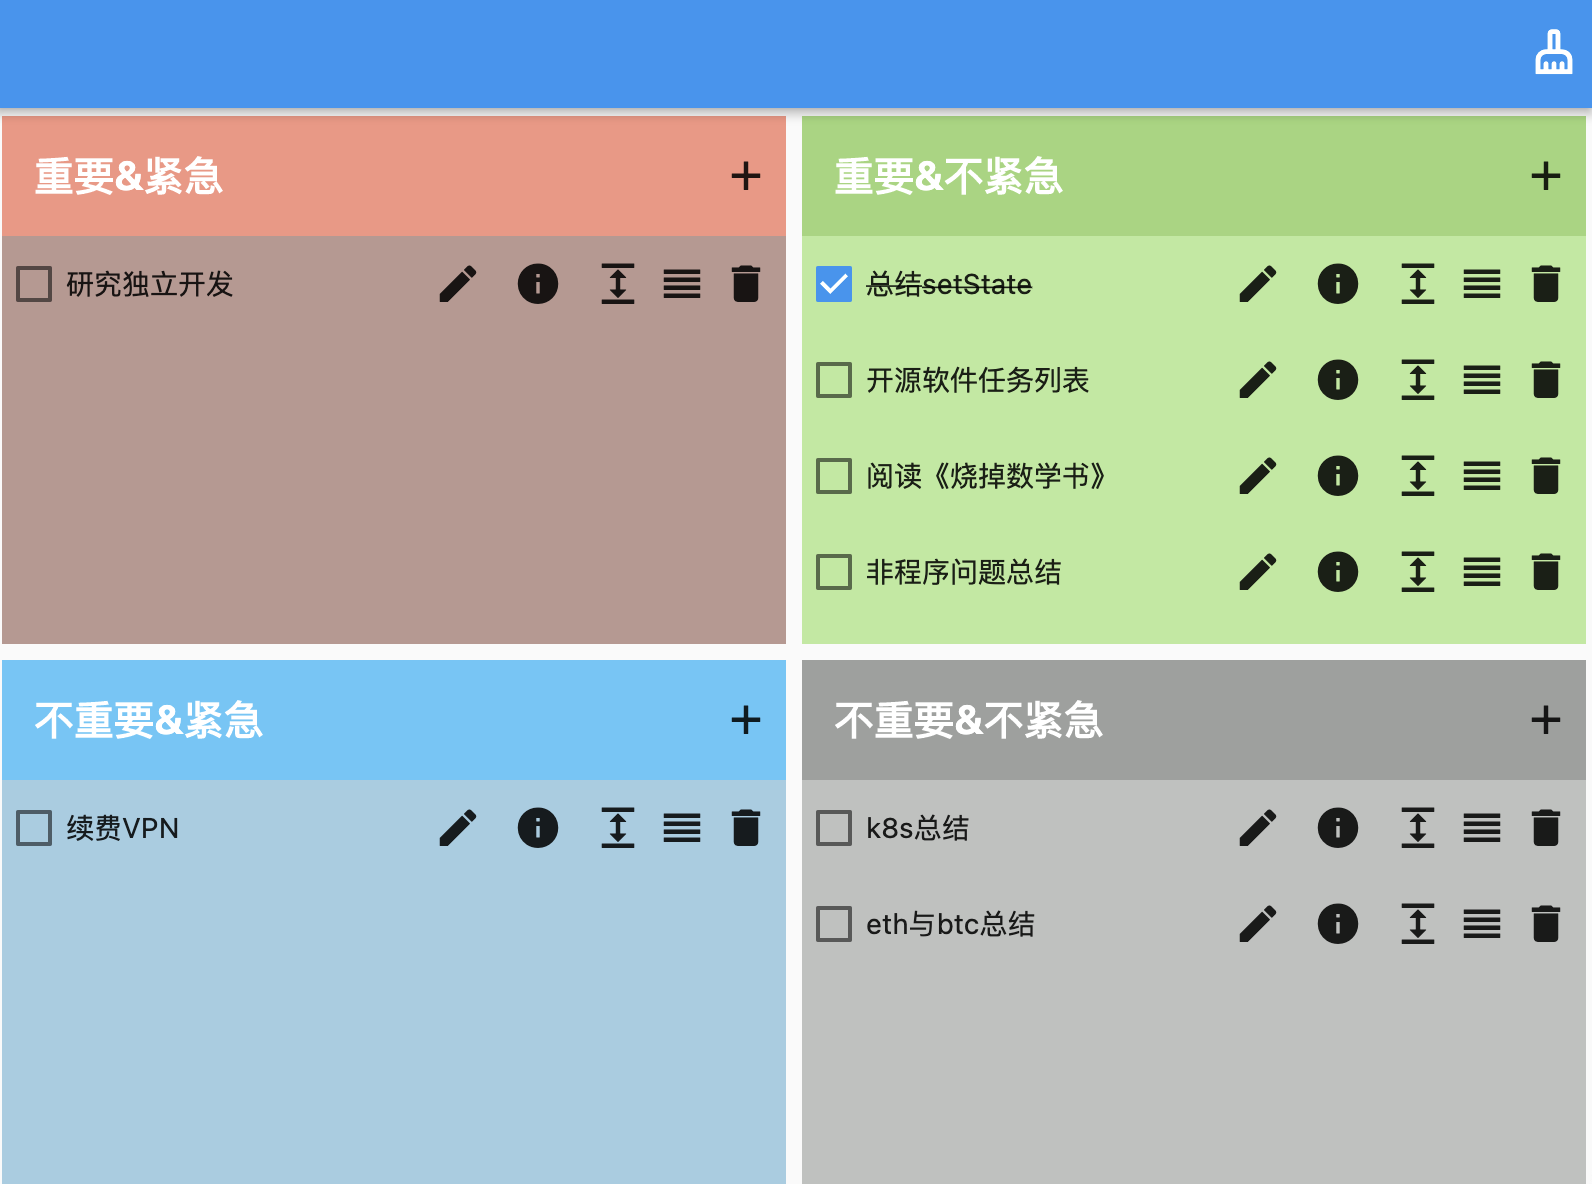 重要&紧急
研究独立开发
重要&不紧急
总结setState
开源软件任务列表
阅读《烧掉数学书》
非程序问题总结
不重要&紧急
续费VPN
不重要&不紧急
k8s总结
eth与btc总结